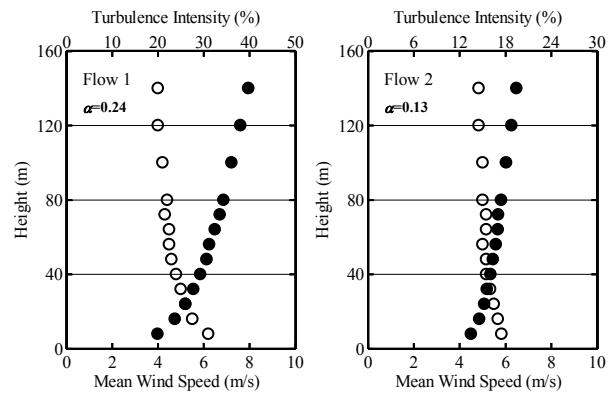 Turbulence Intensity (%)
0 10 20 30 40 50
160
120
80
40
0
Height (m)
Flow 1
α=0.24
0 2 4 6 8 10
Mean Wind Speed (m/s)
Turbulence Intensity (%)
0 6 12 18 24 30
160
120
80
40
0
Height (m)
Flow 2
α=0.13
0 2 4 6 8 10
Mean Wind Speed (m/s)